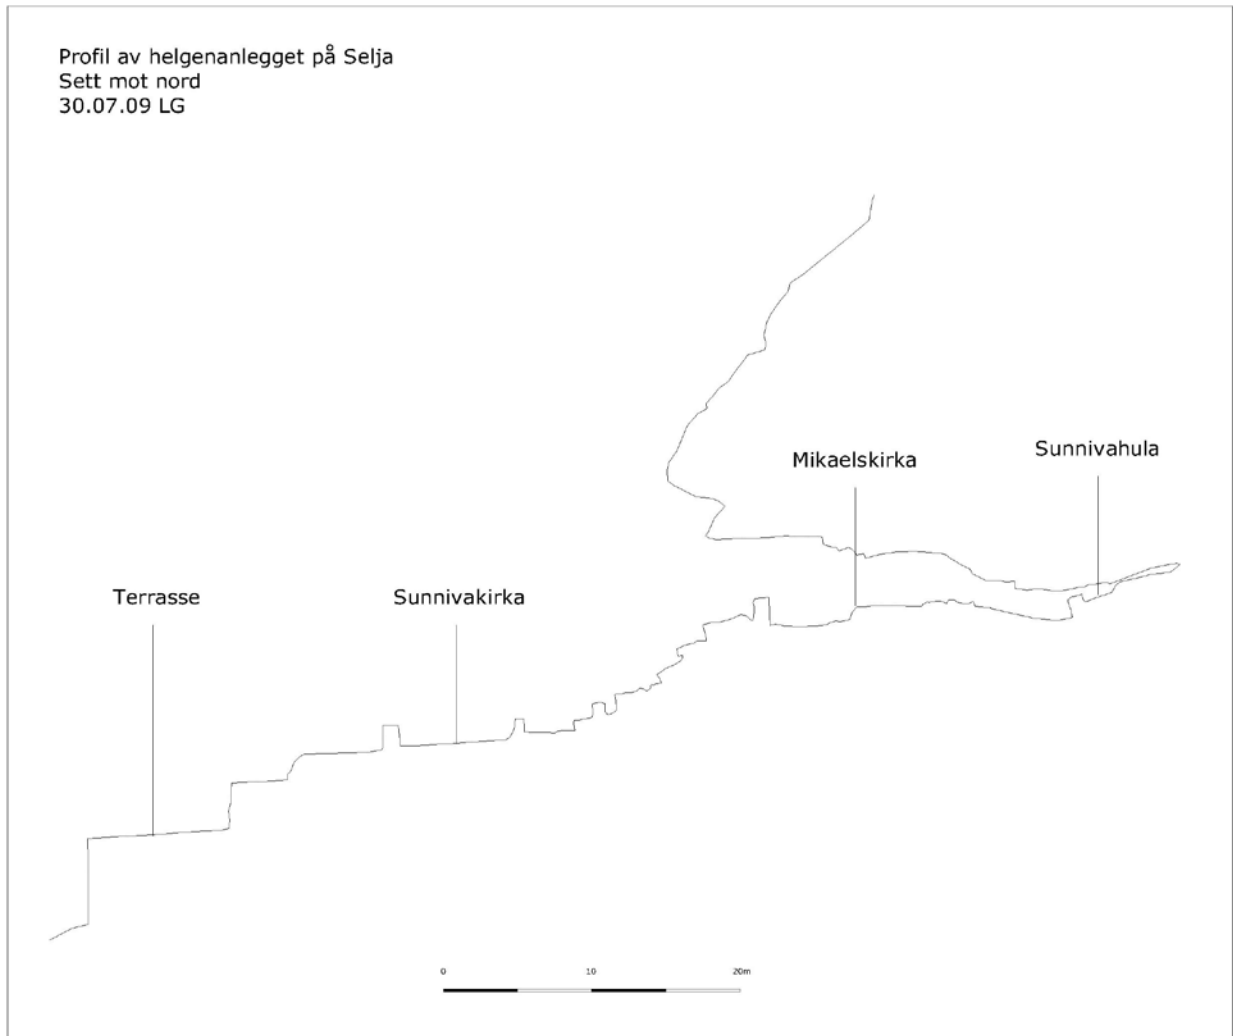 Profil av helgenanlegget på Selja
Sett mot nord
30.07.09 LG
Sunnivahula
Mikaelskirka
Terrasse
Sunnivakirka
0
10
20m